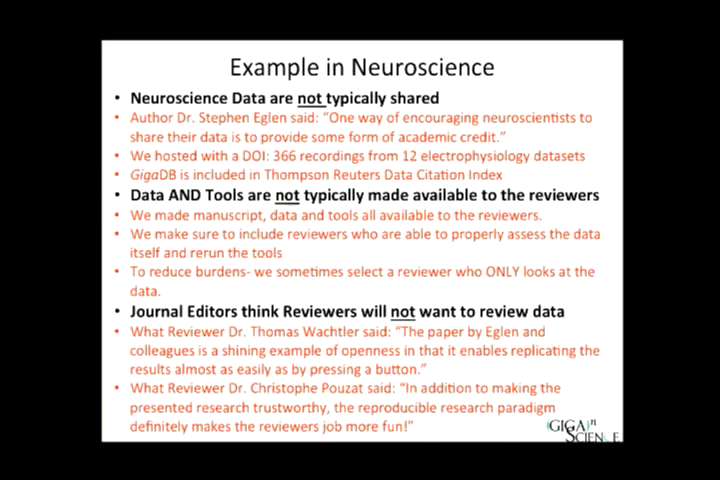 Example in Neuroscience
• Neuroscience Data are not typically shared
• Author Dr. Stephen Eglen said: “One way of encouraging neuroscientists to
share their data is to provide some form of academic credit.”
• We hosted with a DOI: 366 recordings from 12 electrophysiology datasets
• GigaDB is included in Thompson Reuters Data Citation Index
• Data AND Tools are not typically made available to the reviewers
• We made manuscript, data and tools all available to the reviewers.
• We make sure to include reviewers who are able to properly assess the data
itself and rerun the tools
• To reduce burdens- we sometimes select a reviewer who ONLY looks at the
data.
• Journal Editors think Reviewers will not want to review data
• What Reviewer Dr. Thomas Wachtler said: “The paper by Eglen and
colleagues is a shining example of openness in that it enables replicating the
results almost as easily as by pressing a button.”
• What Reviewer Dr. Christophe Pouzat said: “In addition to making the
presented research trustworthy, the reproducible research paradigm
definitely makes the reviewers job more fun!”
(GIGA)n
SCIENCE